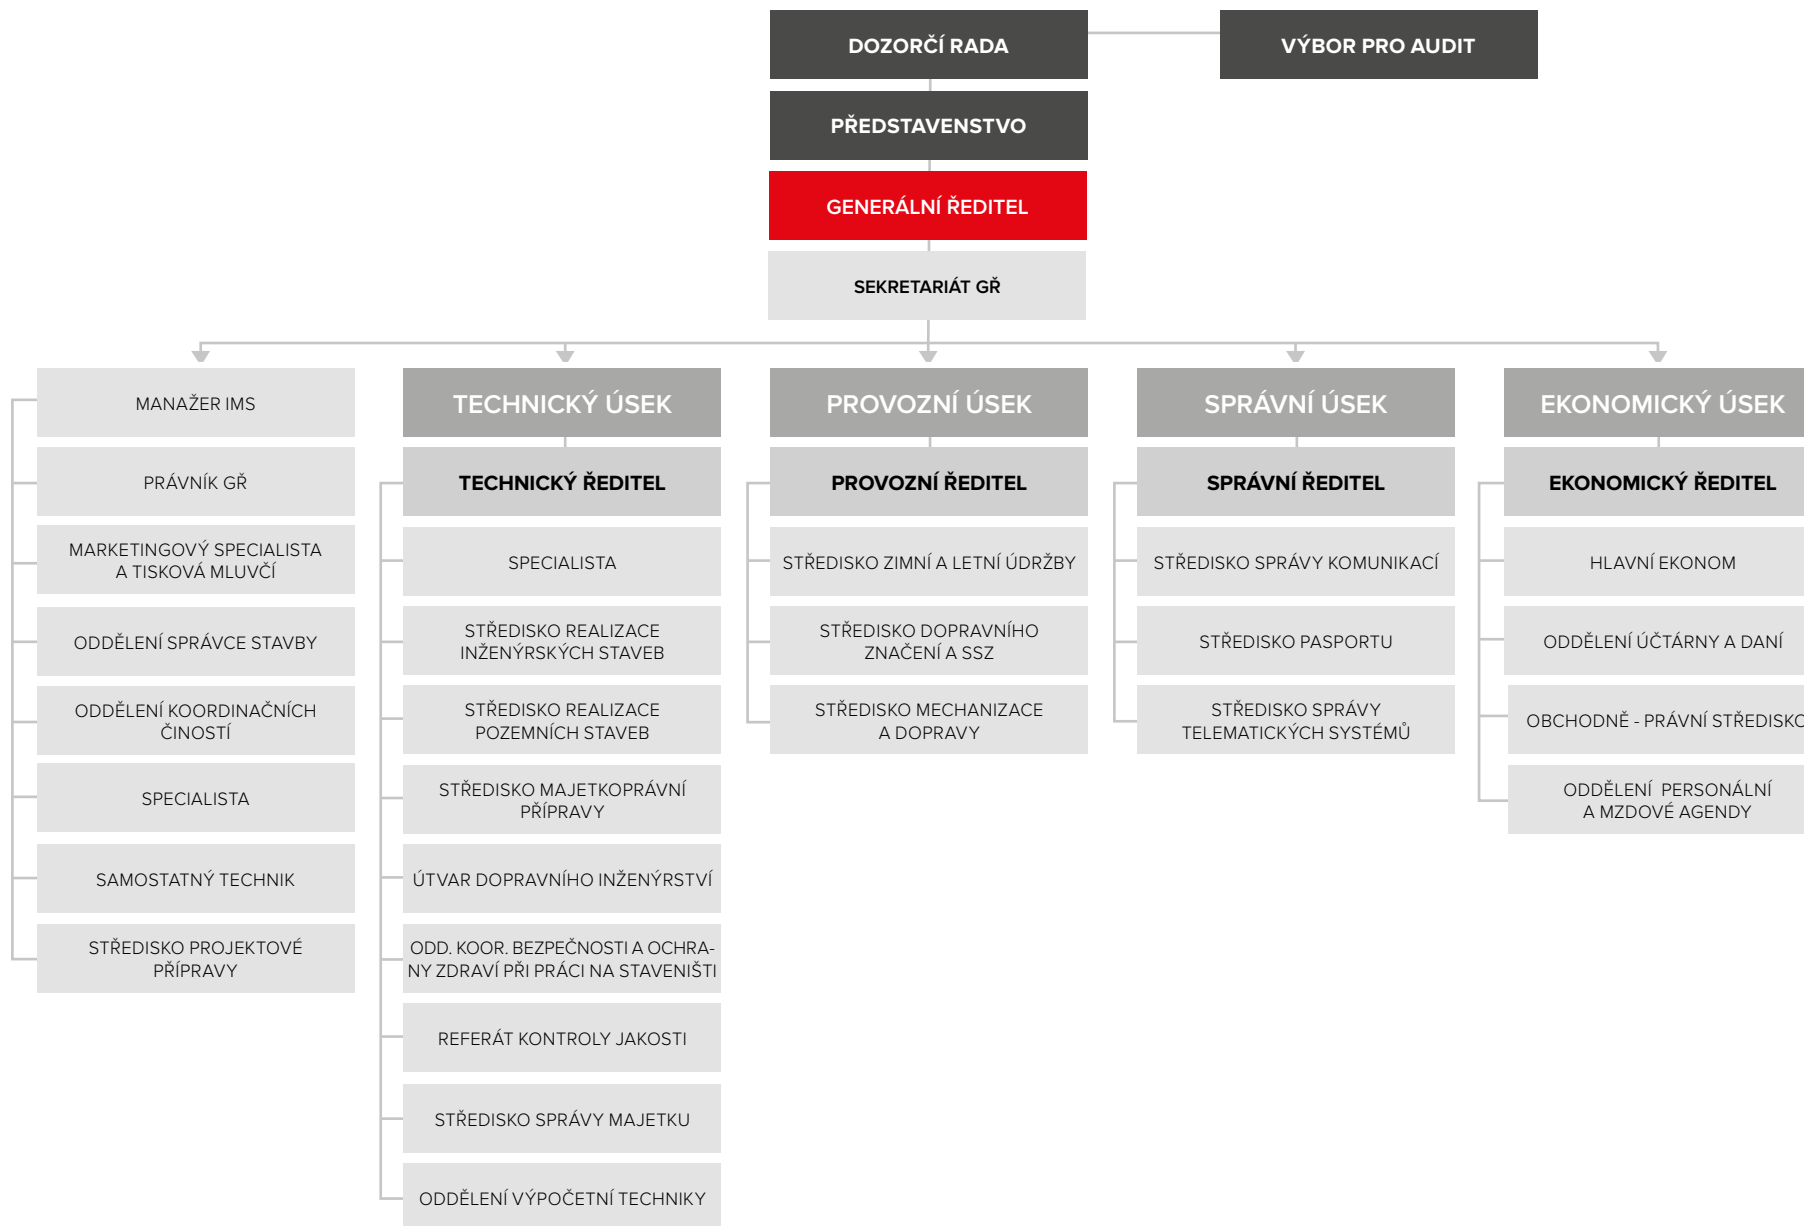 DOZORČÍ RADA
VÝBOR PRO AUDIT
PŘEDSTAVENSTVO
GENERÁLNÍ ŘEDITEL
SEKRETARIÁT GŘ
MANAŽER IMS
PRÁVNÍK GŘ
MARKETINGOVÝ SPECIALISTA
A TISKOVÁ MLUVČÍ
ODDĚLENÍ SPRÁVCE STAVBY
ODDĚLENÍ KOORDINAČNÍCH
ČINOSTÍ
SPECIALISTA
SAMOSTATNÝ TECHNIK
STŘEDISKO PROJEKTOVÉ
PŘÍPRAVY
TECHNICKÝ ÚSEK
TECHNICKÝ ŘEDITEL
SPECIALISTA
STŘEDISKO REALIZACE
INŽENÝRSKÝCH STAVEB
STŘEDISKO REALIZACE
POZEMNÍCH STAVEB
STŘEDISKO MAJETKOPRÁVNÍ
PŘÍPRAVY
ÚTVAR DOPRAVNÍHO INŽENÝRSTVÍ
ODD. KOOR. BEZPEČNOSTI A OCHRA-
NY ZDRAVÍ PŘI PRÁCI NA STAVENIŠTI
REFERÁT KONTROLY JAKOSTI
STŘEDISKO SPRÁVY MAJETKU
ODDĚLENÍ VÝPOČETNÍ TECHNIKY
PROVOZNÍ ÚSEK
PROVOZNÍ ŘEDITEL
STŘEDISKO ZIMNÍ A LETNÍ ÚDRŽBY
STŘEDISKO DOPRAVNÍHO
ZNAČENÍ A SSZ
STŘEDISKO MECHANIZACE
A DOPRAVY
SPRÁVNÍ ÚSEK
SPRÁVNÍ ŘEDITEL
STŘEDISKO SPRÁVY KOMUNIKACÍ
STŘEDISKO PASPORTU
STŘEDISKO SPRÁVY
TELEMATICKÝCH SYSTÉMŮ
EKONOMICKÝ ÚSEK
EKONOMICKÝ ŘEDITEL
HLAVNÍ EKONOM
ODDĚLENÍ ÚČTÁRNY A DANÍ
OBCHODNĚ - PRÁVNÍ STŘEDISKO
ODDĚLENÍ PERSONÁLNÍ
A MZDOVÉ AGENDY